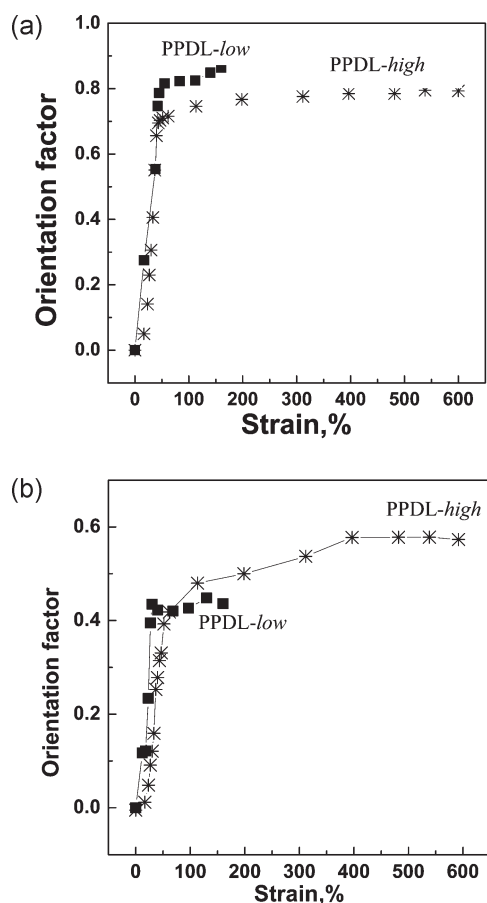 (a)
1.0
0.8
0.6
0.4
0.2
0.0
Orientation factor
PPDL-low
PPDL-high
0 100 200 300 400 500 600
Strain,%
(b)
0.6
0.4
0.2
0.0
Orientation factor
PPDL-high
PPDL-low
0 100 200 300 400 500 600
Strain,%